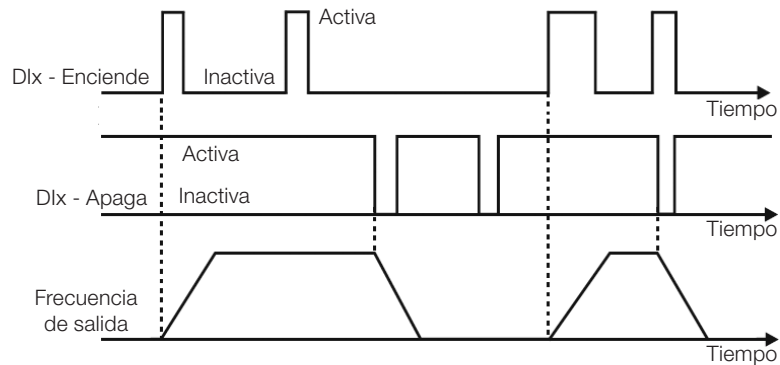 Activa
DIx - Enciende
Inactiva
Tiempo
Activa
DIx - Apaga
Inactiva
Tiempo
Frecuencia
de salida
Tiempo